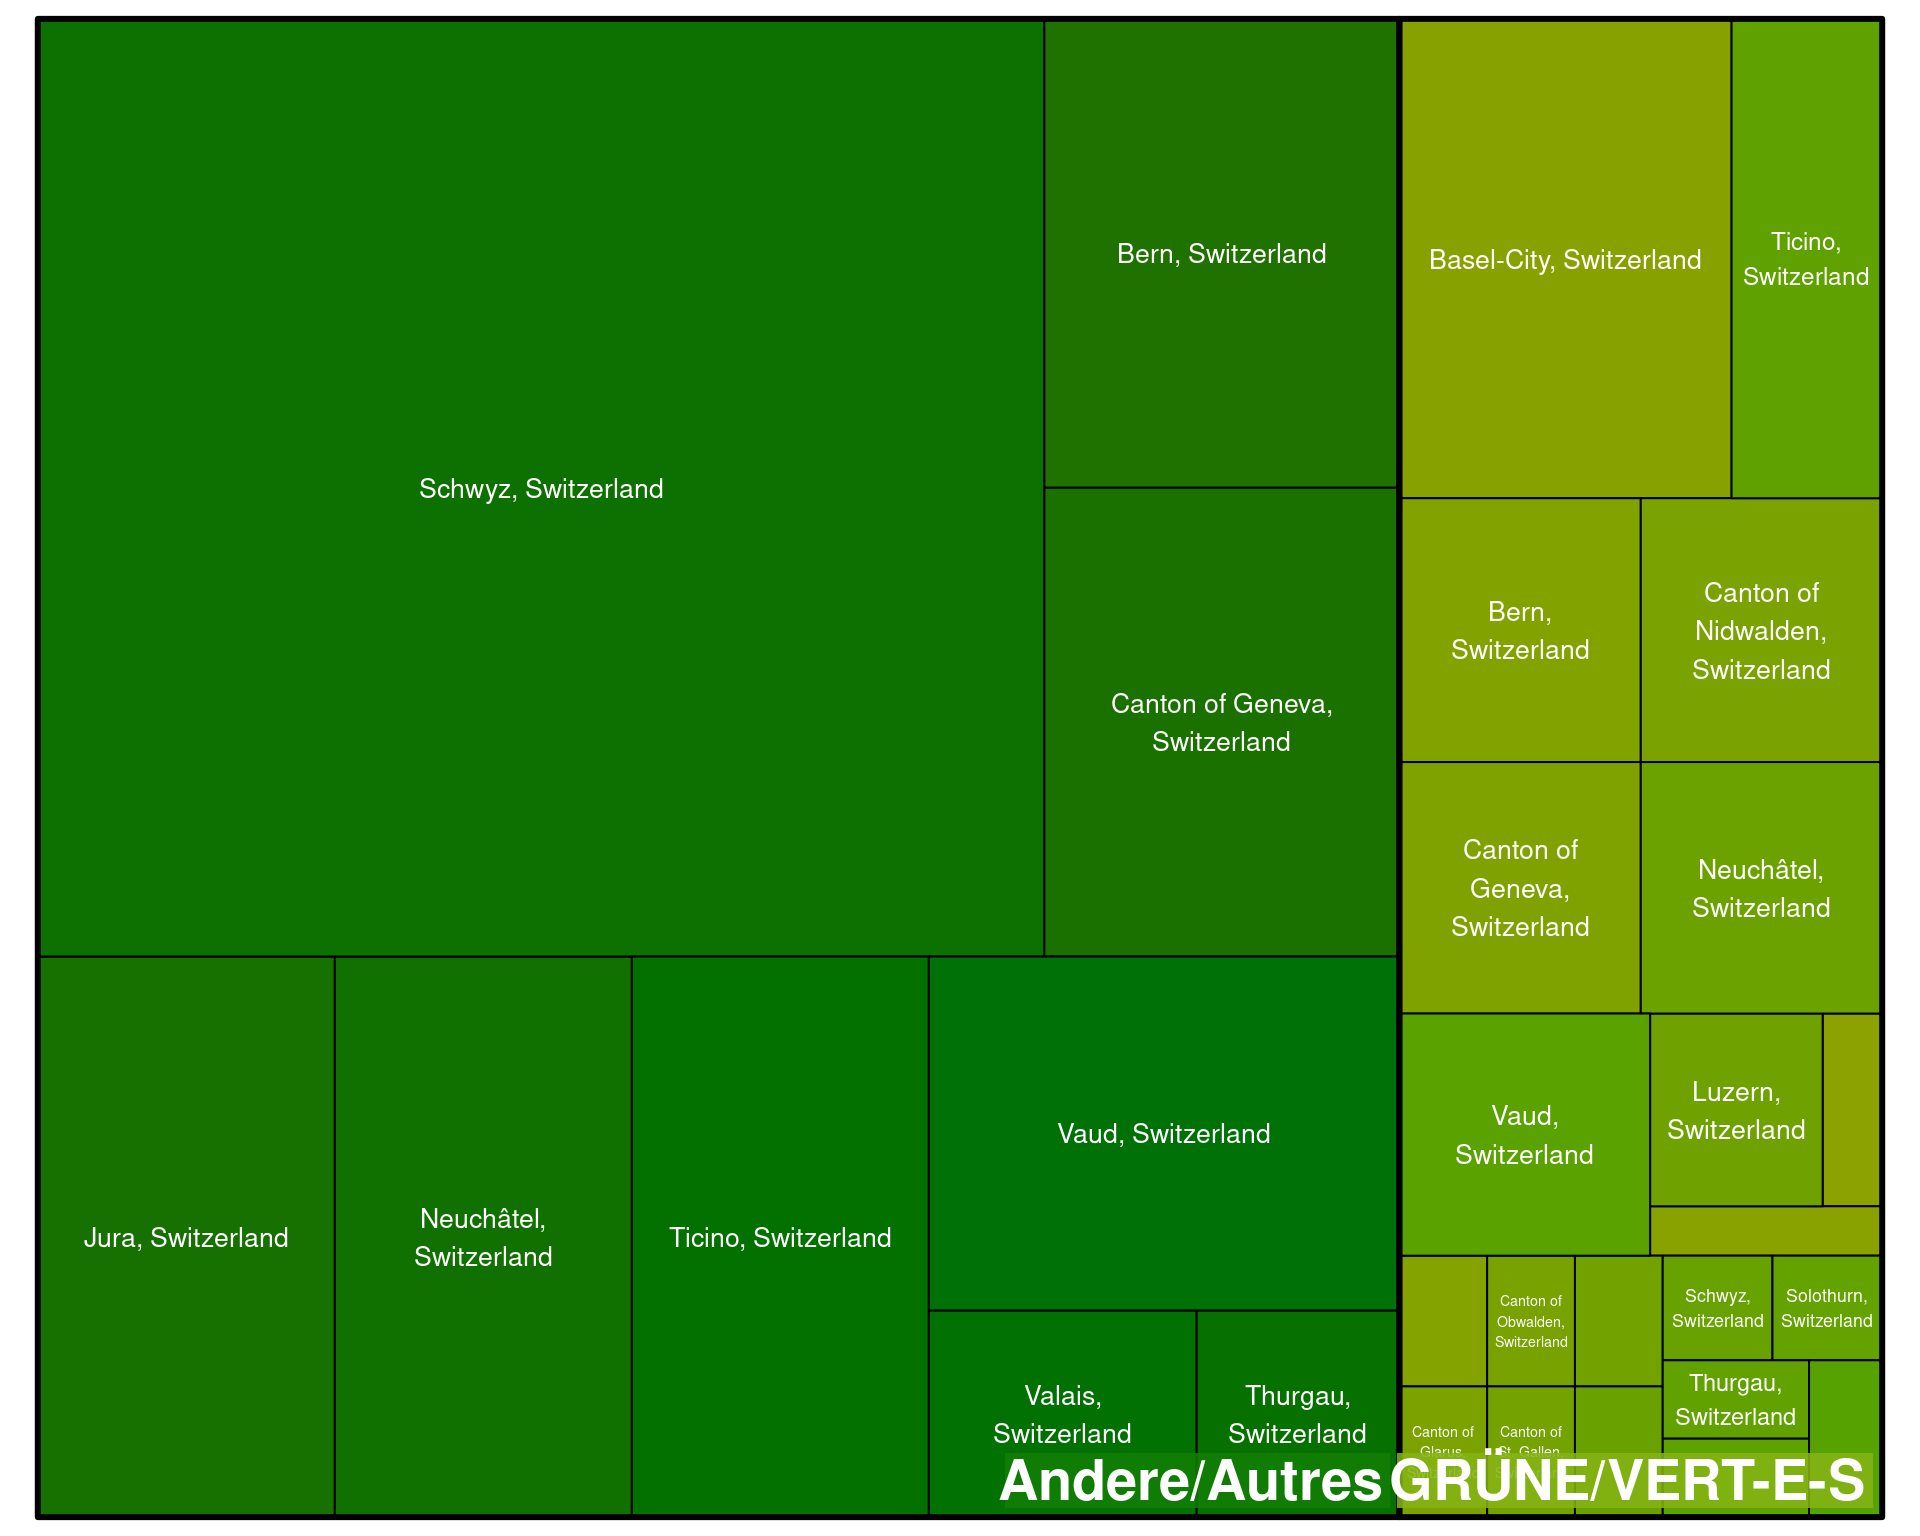 Schwyz, Switzerland
Bern, Switzerland
Canton of Geneva,
Switzerland
Jura, Switzerland
Neuchâtel,
Switzerland
Ticino, Switzerland
Vaud, Switzerland
Valais,
Switzerland
Thurgau,
Switzerland
Andere/Autres
Basel-City, Switzerland
Ticino,
Switzerland
Bern,
Switzerland
Canton of
Nidwalden,
Switzerland
Canton of
Geneva,
Switzerland
Neuchâtel,
Switzerland
Vaud,
Switzerland
Luzern,
Switzerland
Canton of
Obwalden,
Switzerland
Schwyz,
Switzerland
Solothurn,
Switzerland
Thurgau,
Switzerland
Canton of
Glarus,
Canton of
St. Gallen,
GRÜNE/VERT-E-S